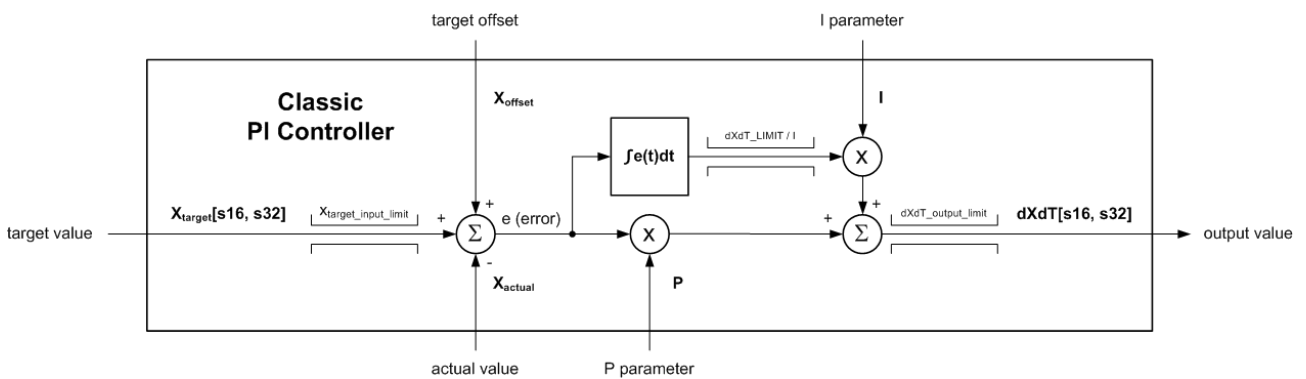 target offset
I parameter
Classic
PI Controller
Xoffset
I
dXdT_LIMIT / I
∫e(t)dt
X
Xtarget[s16, s32]
Xtarget_input_limit
+
+
e (error)
+
+
dXdT_output_limit
dXdT[s16, s32]
target value
Σ
X
Σ
output value
-
Xactual
P
actual value
P parameter